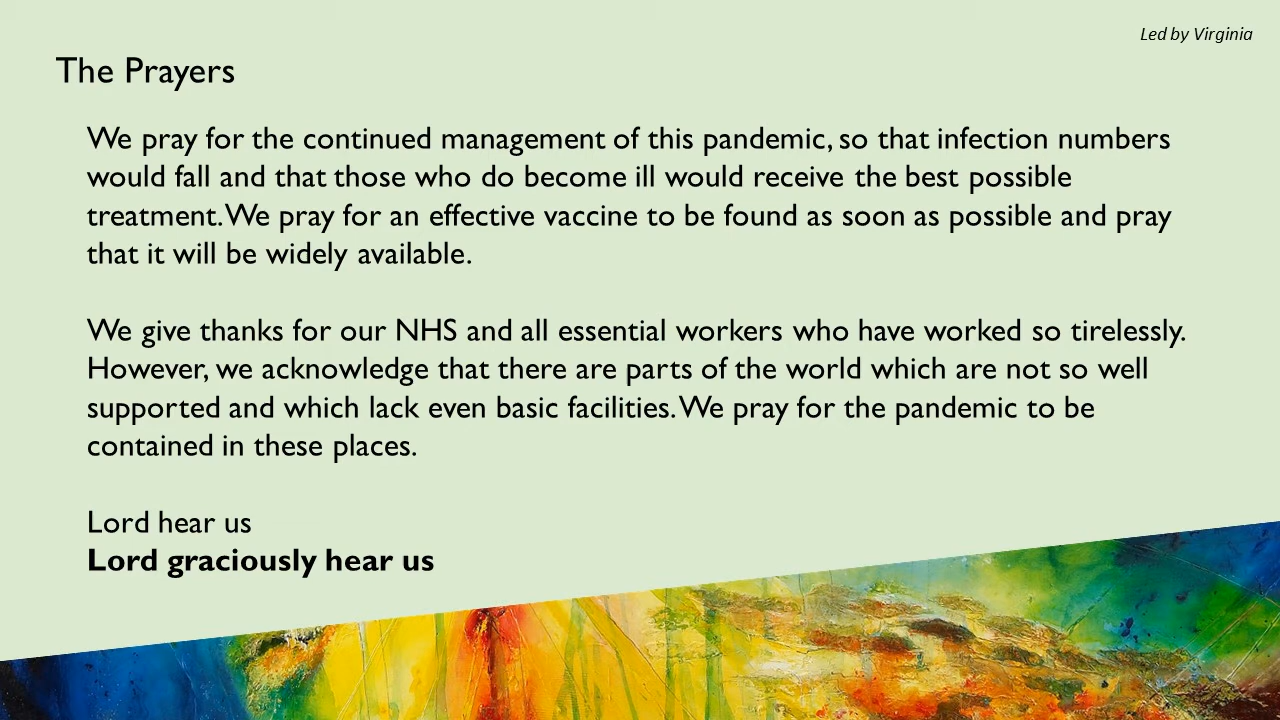 Led by Virginia
The Prayers
We pray for the continued management of this pandemic, so that infection numbers
would fall and that those who do become ill would receive the best possible
treatment. We pray for an effective vaccine to be found as soon as possible and pray
that it will be widely available.
We give thanks for our NHS and all essential workers who have worked so tirelessly.
However, we acknowledge that there are parts of the world which are not so well
supported and which lack even basic facilities. We pray for the pandemic to be
contained in these places.
Lord hear us
Lord graciously hear us